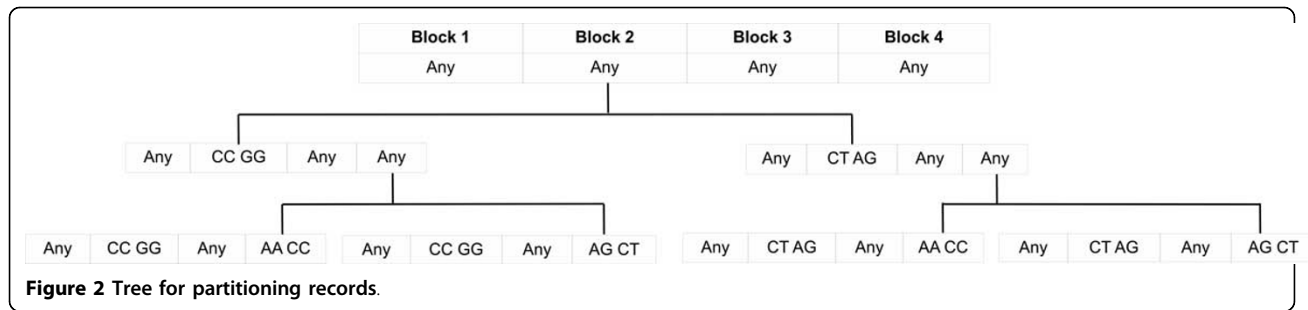 Block 1 Block 2 Block 3 Block 4
Any Any Any Any
Any CC GG Any Any Any CT AG Any Any
Any CC GG Any AA CC Any CC GG Any AG CT Any CT AG Any AA CC Any CT AG Any AG CT
Figure 2 Tree for partitioning records.